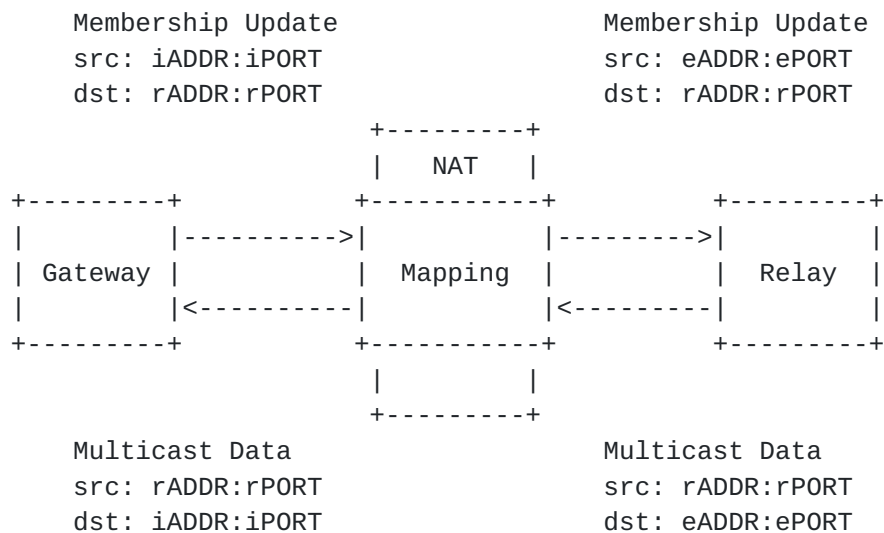 Membership Update Membership Update
src: iADDR:iPORT src: eADDR:ePORT
dst: rADDR:rPORT dst: rADDR:rPORT
NAT
Gateway Mapping Relay
Multicast Data Multicast Data
src: rADDR:rPORT src: rADDR:rPORT
dst: iADDR:iPORT dst: eADDR:ePORT